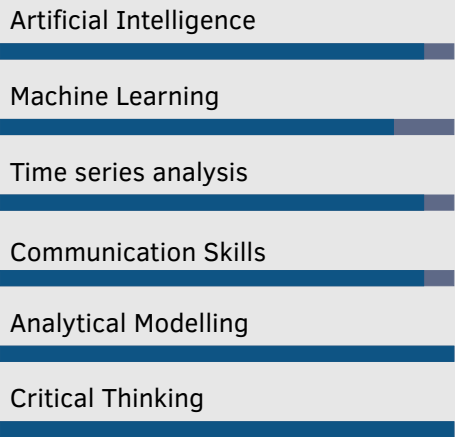 Artificial Intelligence
Machine Learning
Time series analysis
Communication Skills
Analytical Modelling
Critical Thinking